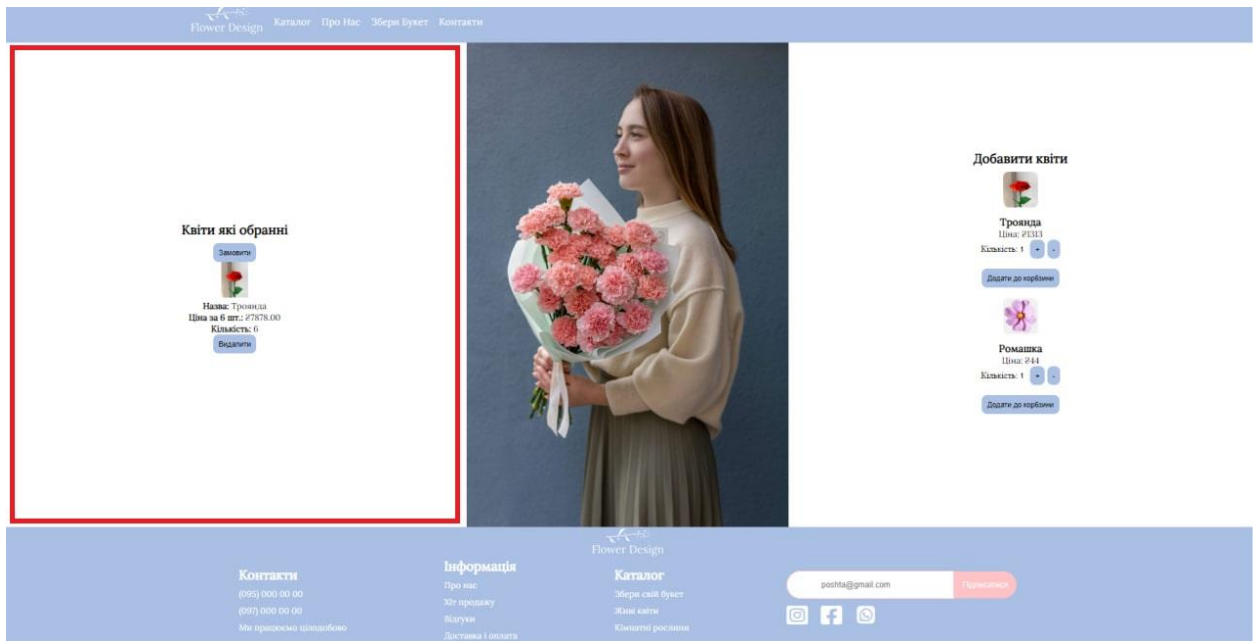 Flower Design
Каталог Про Нас Збери Букет Контакти
Квіти які обранні
Замовити
Назва: Троянда
Ціна за 6 шт.: ₴7878.00
Кількість: 6
Видалити
Добавити квіти
Троянда
Ціна: ₴1313
Кількість: 1 + -
Додати до корбзини
Ромашка
Ціна: ₴44
Кількість: 1 + -
Додати до корбзини
Flower Design
Контакти
(095) 000 00 00
(097) 000 00 00
Ми працюємо цілодобово
Інформація
Про нас
Хіт продажу
Відгуки
Доставка і оплата
Каталог
Збери свій букет
Живі квіти
Кімнатні рослини
poshta@gmail.com
Підписатися